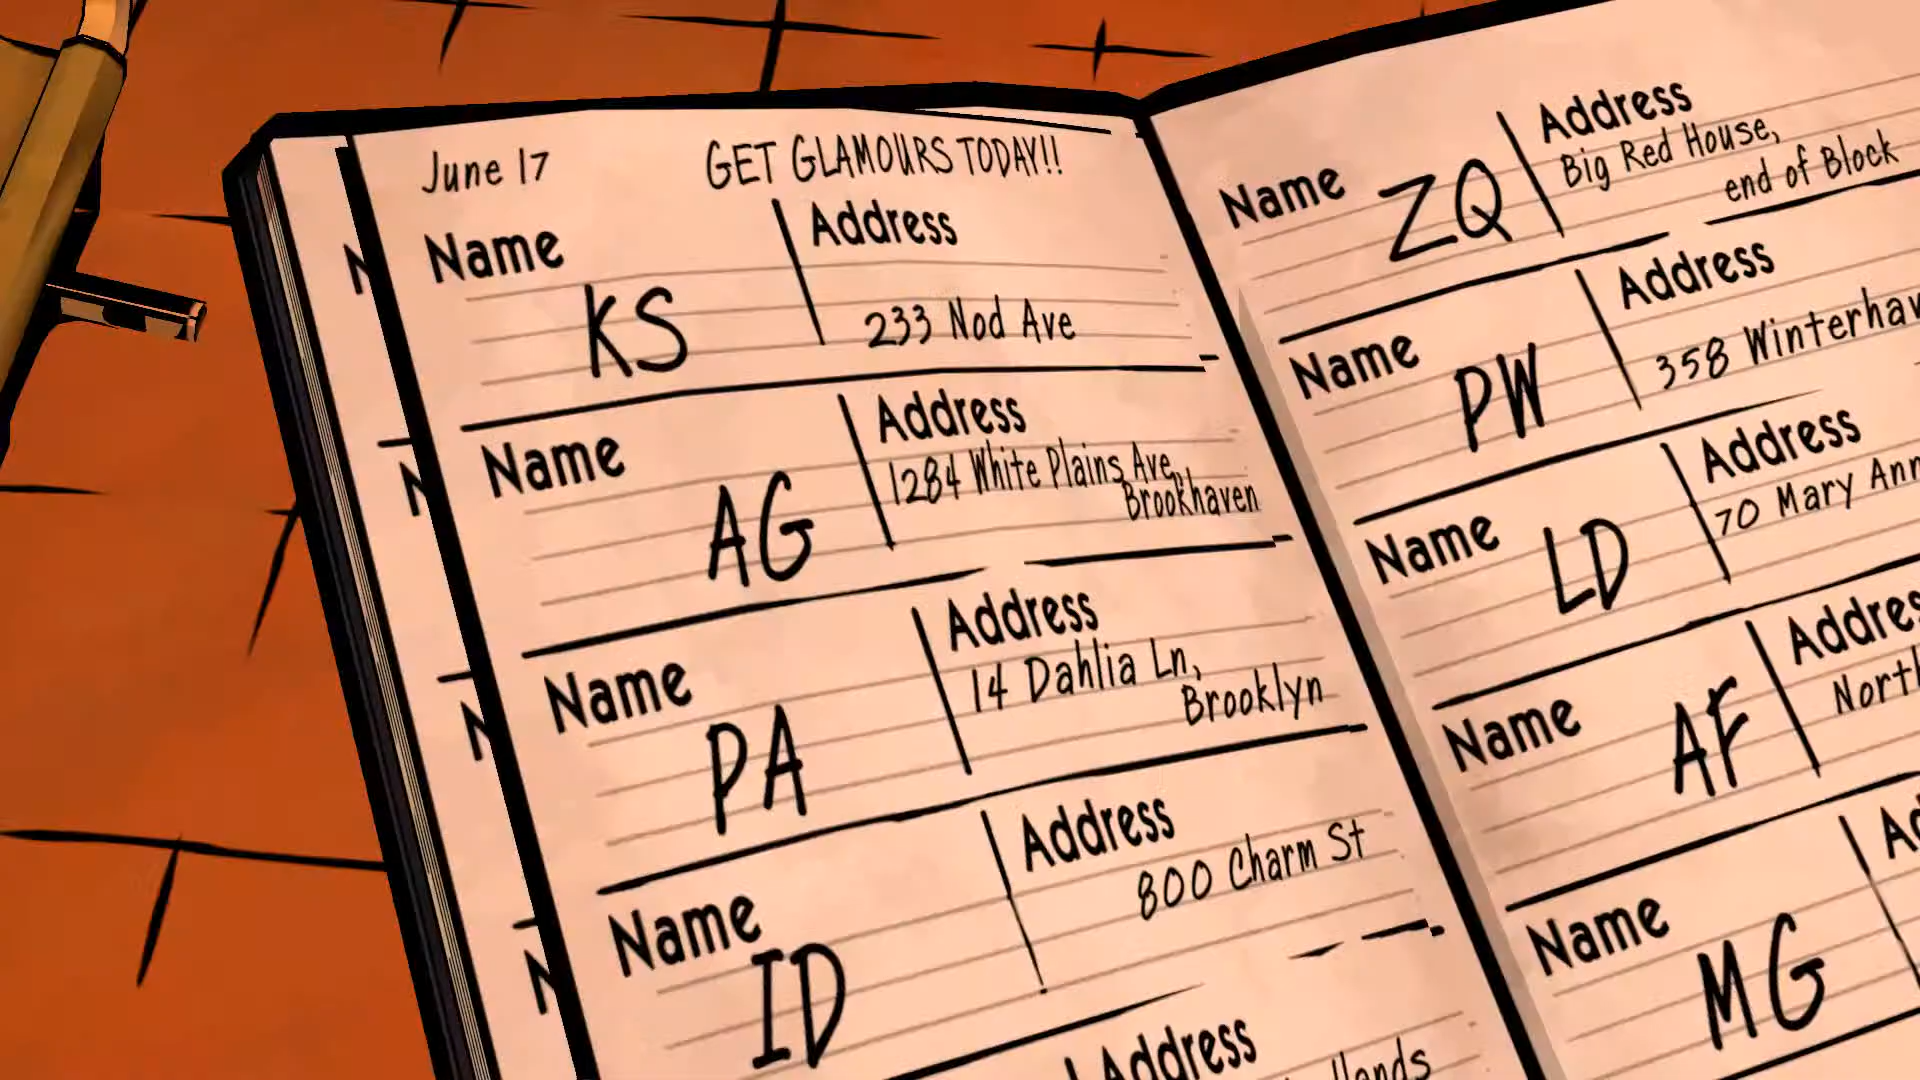 June 17 GET GLAMOURS TODAY!!
Name Address
KS 233 Nod Ave
Name Address
AG 1284 White Plains Ave,
Brookhaven
Name Address
PA 14 Dahlia Ln,
Brooklyn
Name Address
ID 800 Charm St
Address
Hands
Name Address
ZQ Big Red House,
end of Block
Name Address
PW 358
Name Address
LD 70 Mary Ann
Name
AF
Name
MG